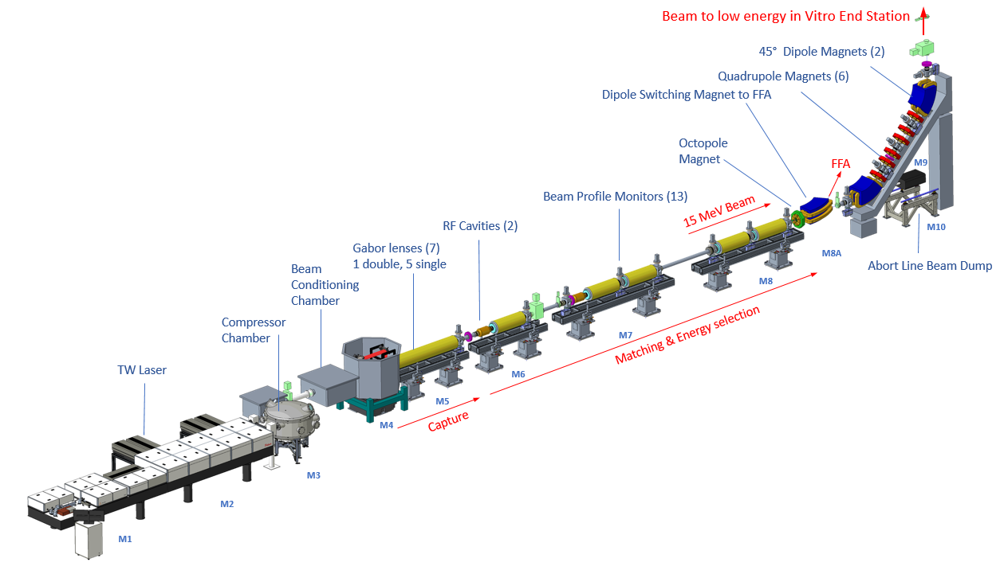 Beam to low energy in Vitro End Station
45° Dipole Magnets (2)
Quadrupole Magnets (6)
Dipole Switching Magnet to FFA
Octopole
Magnet
FFA
M9
Beam Profile Monitors (13)
15 MeV Beam
RF Cavities (2)
M10
Gabor lenses (7)
1 double, 5 single
M8A
Abort Line Beam Dump
Beam
Conditioning
Chamber
M8
Compressor
Chamber
M7
Matching & Energy selection
TW Laser
M6
M5
M4
Capture
M3
M2
M1